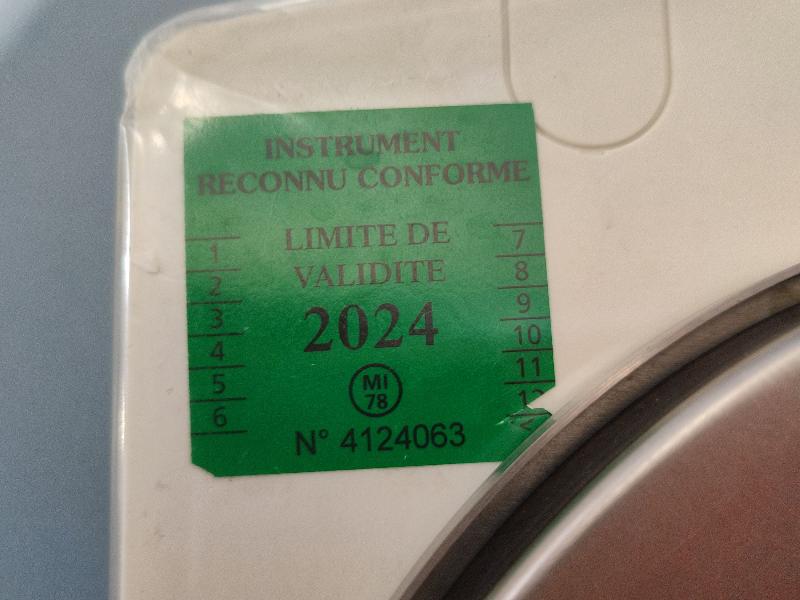 INSTRUMENT
RECONNU CONFORME
LIMITE DE
VALIDITE
2024
1
2
3
4
5
6
7
8
9
10
11
12
MI
78
N° 4124063